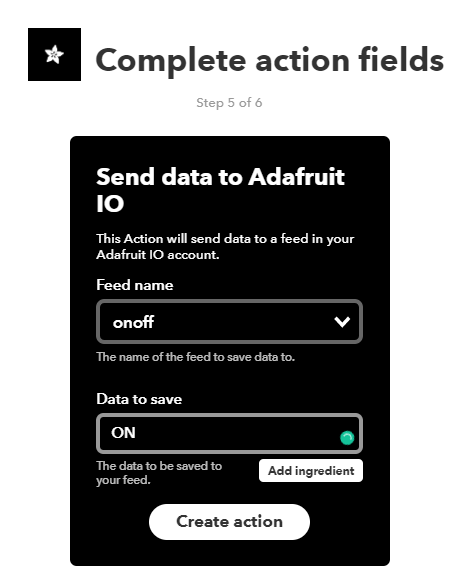 Complete action fields
Step 5 of 6
Send data to Adafruit
IO
This Action will send data to a feed in your
Adafruit IO account.
Feed name
onoff
The name of the feed to save data to.
Data to save
ON
The data to be saved to
your feed.
Add ingredient
Create action